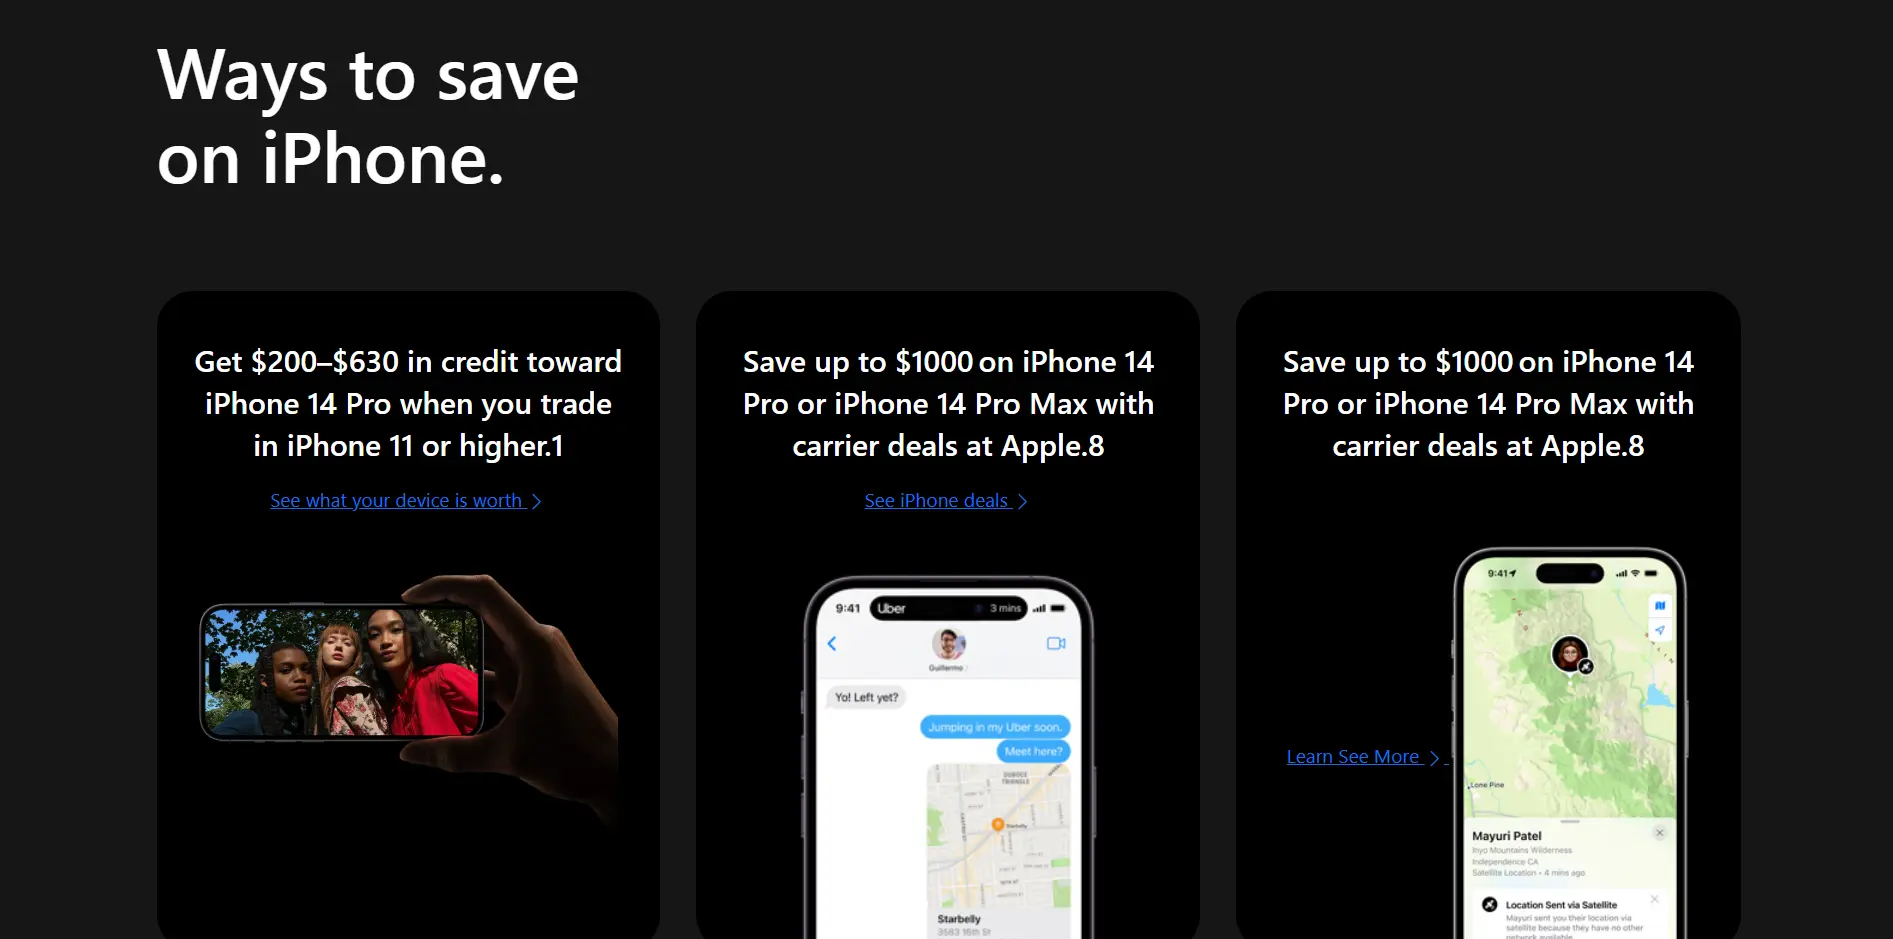 Ways to save
on iPhone.
Get $200–$630 in credit toward
iPhone 14 Pro when you trade
in iPhone 11 or higher.1
See what your device is worth
Save up to $1000 on iPhone 14
Pro or iPhone 14 Pro Max with
carrier deals at Apple.8
See iPhone deals
9:41 Uber 3 mins
Guillermo
Yo! Left yet?
Jumping in my Uber soon.
Meet here?
DUBOCE
TRIANGLE
Starbelly
Starbelly
3583 16th St
Save up to $1000 on iPhone 14
Pro or iPhone 14 Pro Max with
carrier deals at Apple.8
Learn See More
9:41
Lone Pine
Mayuri Patel
Inyo Mountains Wilderness
Independence CA
Satellite Location • 4 mins ago
Location Sent via Satellite
Mayuri sent you their location via
satellite because they have no other
network available.